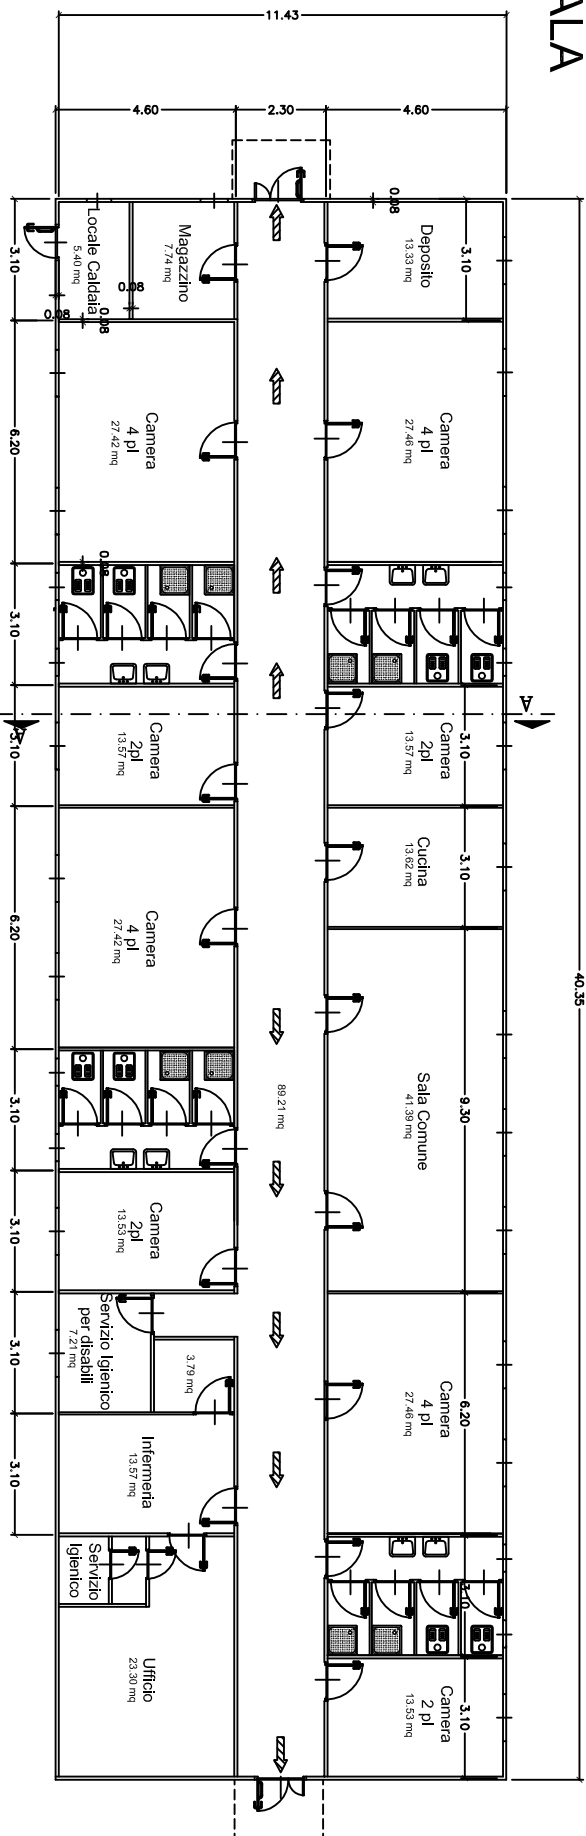 ALA
11.43
4.60
2.30
4.60
40.35
0.08
3.10
Deposito
13.33 mq
3.10
Magazzino
7.74 mq
Locale Caldaia
5.40 mq
0.08
0.08
0.08
Camera
4 pl
27.46 mq
6.20
Camera
4 pl
27.42 mq
0.08
3.10
A
A
3.10
Camera
2pl
13.57 mq
3.10
Camera
2pl
13.57 mq
3.10
Cucina
13.62 mq
6.20
Camera
4 pl
27.42 mq
9.30
Sala Comune
41.39 mq
89.21 mq
3.10
3.10
Camera
2pl
13.53 mq
3.10
Servizio Igienico
per disabili
7.21 mq
3.79 mq
6.20
Camera
4 pl
27.46 mq
3.10
Infermeria
13.57 mq
Servizio
Igienico
Ufficio
23.30 mq
3.10
3.10
Camera
2 pl
13.53 mq